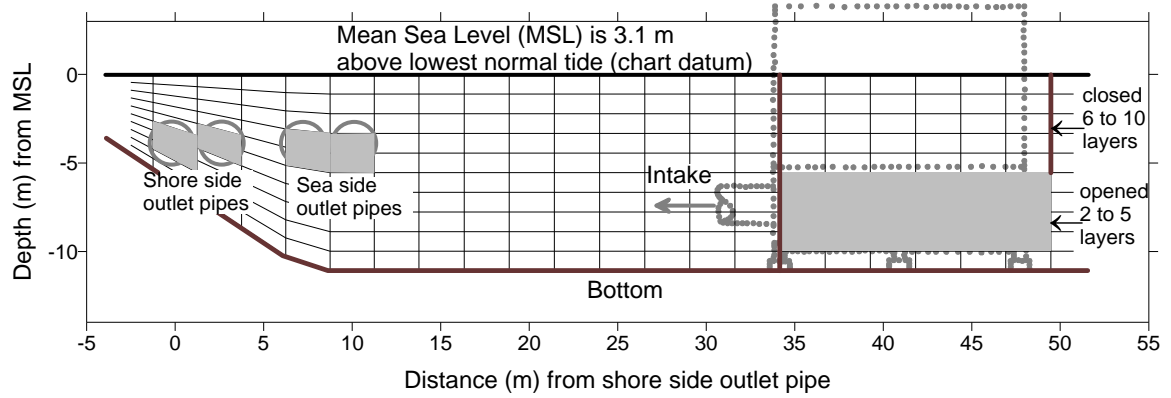 Mean Sea Level (MSL) is 3.1 m
above lowest normal tide (chart datum)
Depth (m) from MSL
0
-5
-10
closed
6 to 10
layers
Intake
Shore side
outlet pipes
Sea side
outlet pipes
opened
2 to 5
layers
Bottom
-5 0 5 10 15 20 25 30 35 40 45 50 55
Distance (m) from shore side outlet pipe